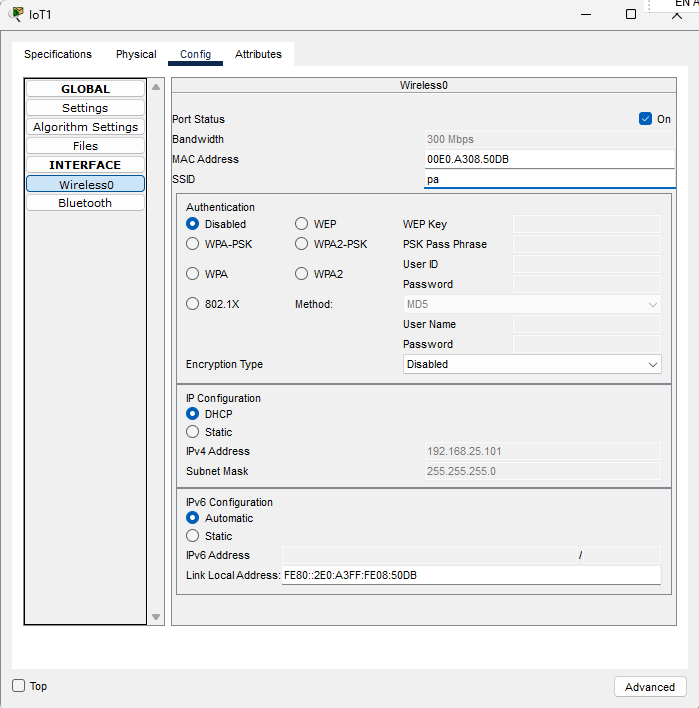 IoT1
EN A
Specifications Physical Config Attributes
GLOBAL
Settings
Algorithm Settings
Files
INTERFACE
Wireless0
Bluetooth
Wireless0
Port Status On
Bandwidth 300 Mbps
MAC Address 00E0.A308.50DB
SSID pa
Authentication
Disabled WEP WEP Key
WPA-PSK WPA2-PSK PSK Pass Phrase
User ID
WPA WPA2
Password
802.1X Method: MD5
User Name
Password
Encryption Type Disabled
IP Configuration
DHCP
Static
IPv4 Address 192.168.25.101
Subnet Mask 255.255.255.0
IPv6 Configuration
Automatic
Static
IPv6 Address /
Link Local Address: FE80::2E0:A3FF:FE08:50DB
Top Advanced